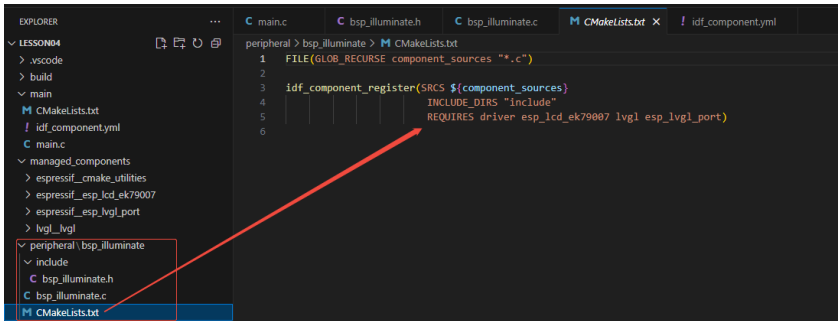 EXPLORER
LESSON04
.vscode
build
main
M CMakeLists.txt
! idf_component.yml
C main.c
managed_components
espressif__cmake_utilities
espressif__esp_lcd_ek79007
espressif__esp_lvgl_port
lvgl__lvgl
peripheral\bsp_illuminate
include
C bsp_illuminate.h
C bsp_illuminate.c
M CMakeLists.txt
C main.c C bsp_illuminate.h C bsp_illuminate.c M CMakeLists.txt ! idf_component.yml
peripheral > bsp_illuminate > M CMakeLists.txt
1 FILE(GLOB_RECURSE component_sources "*.c")
2
3 idf_component_register(SRCS ${component_sources}
4 INCLUDE_DIRS "include"
5 REQUIRES driver esp_lcd_ek79007 lvgl esp_lvgl_port)
6